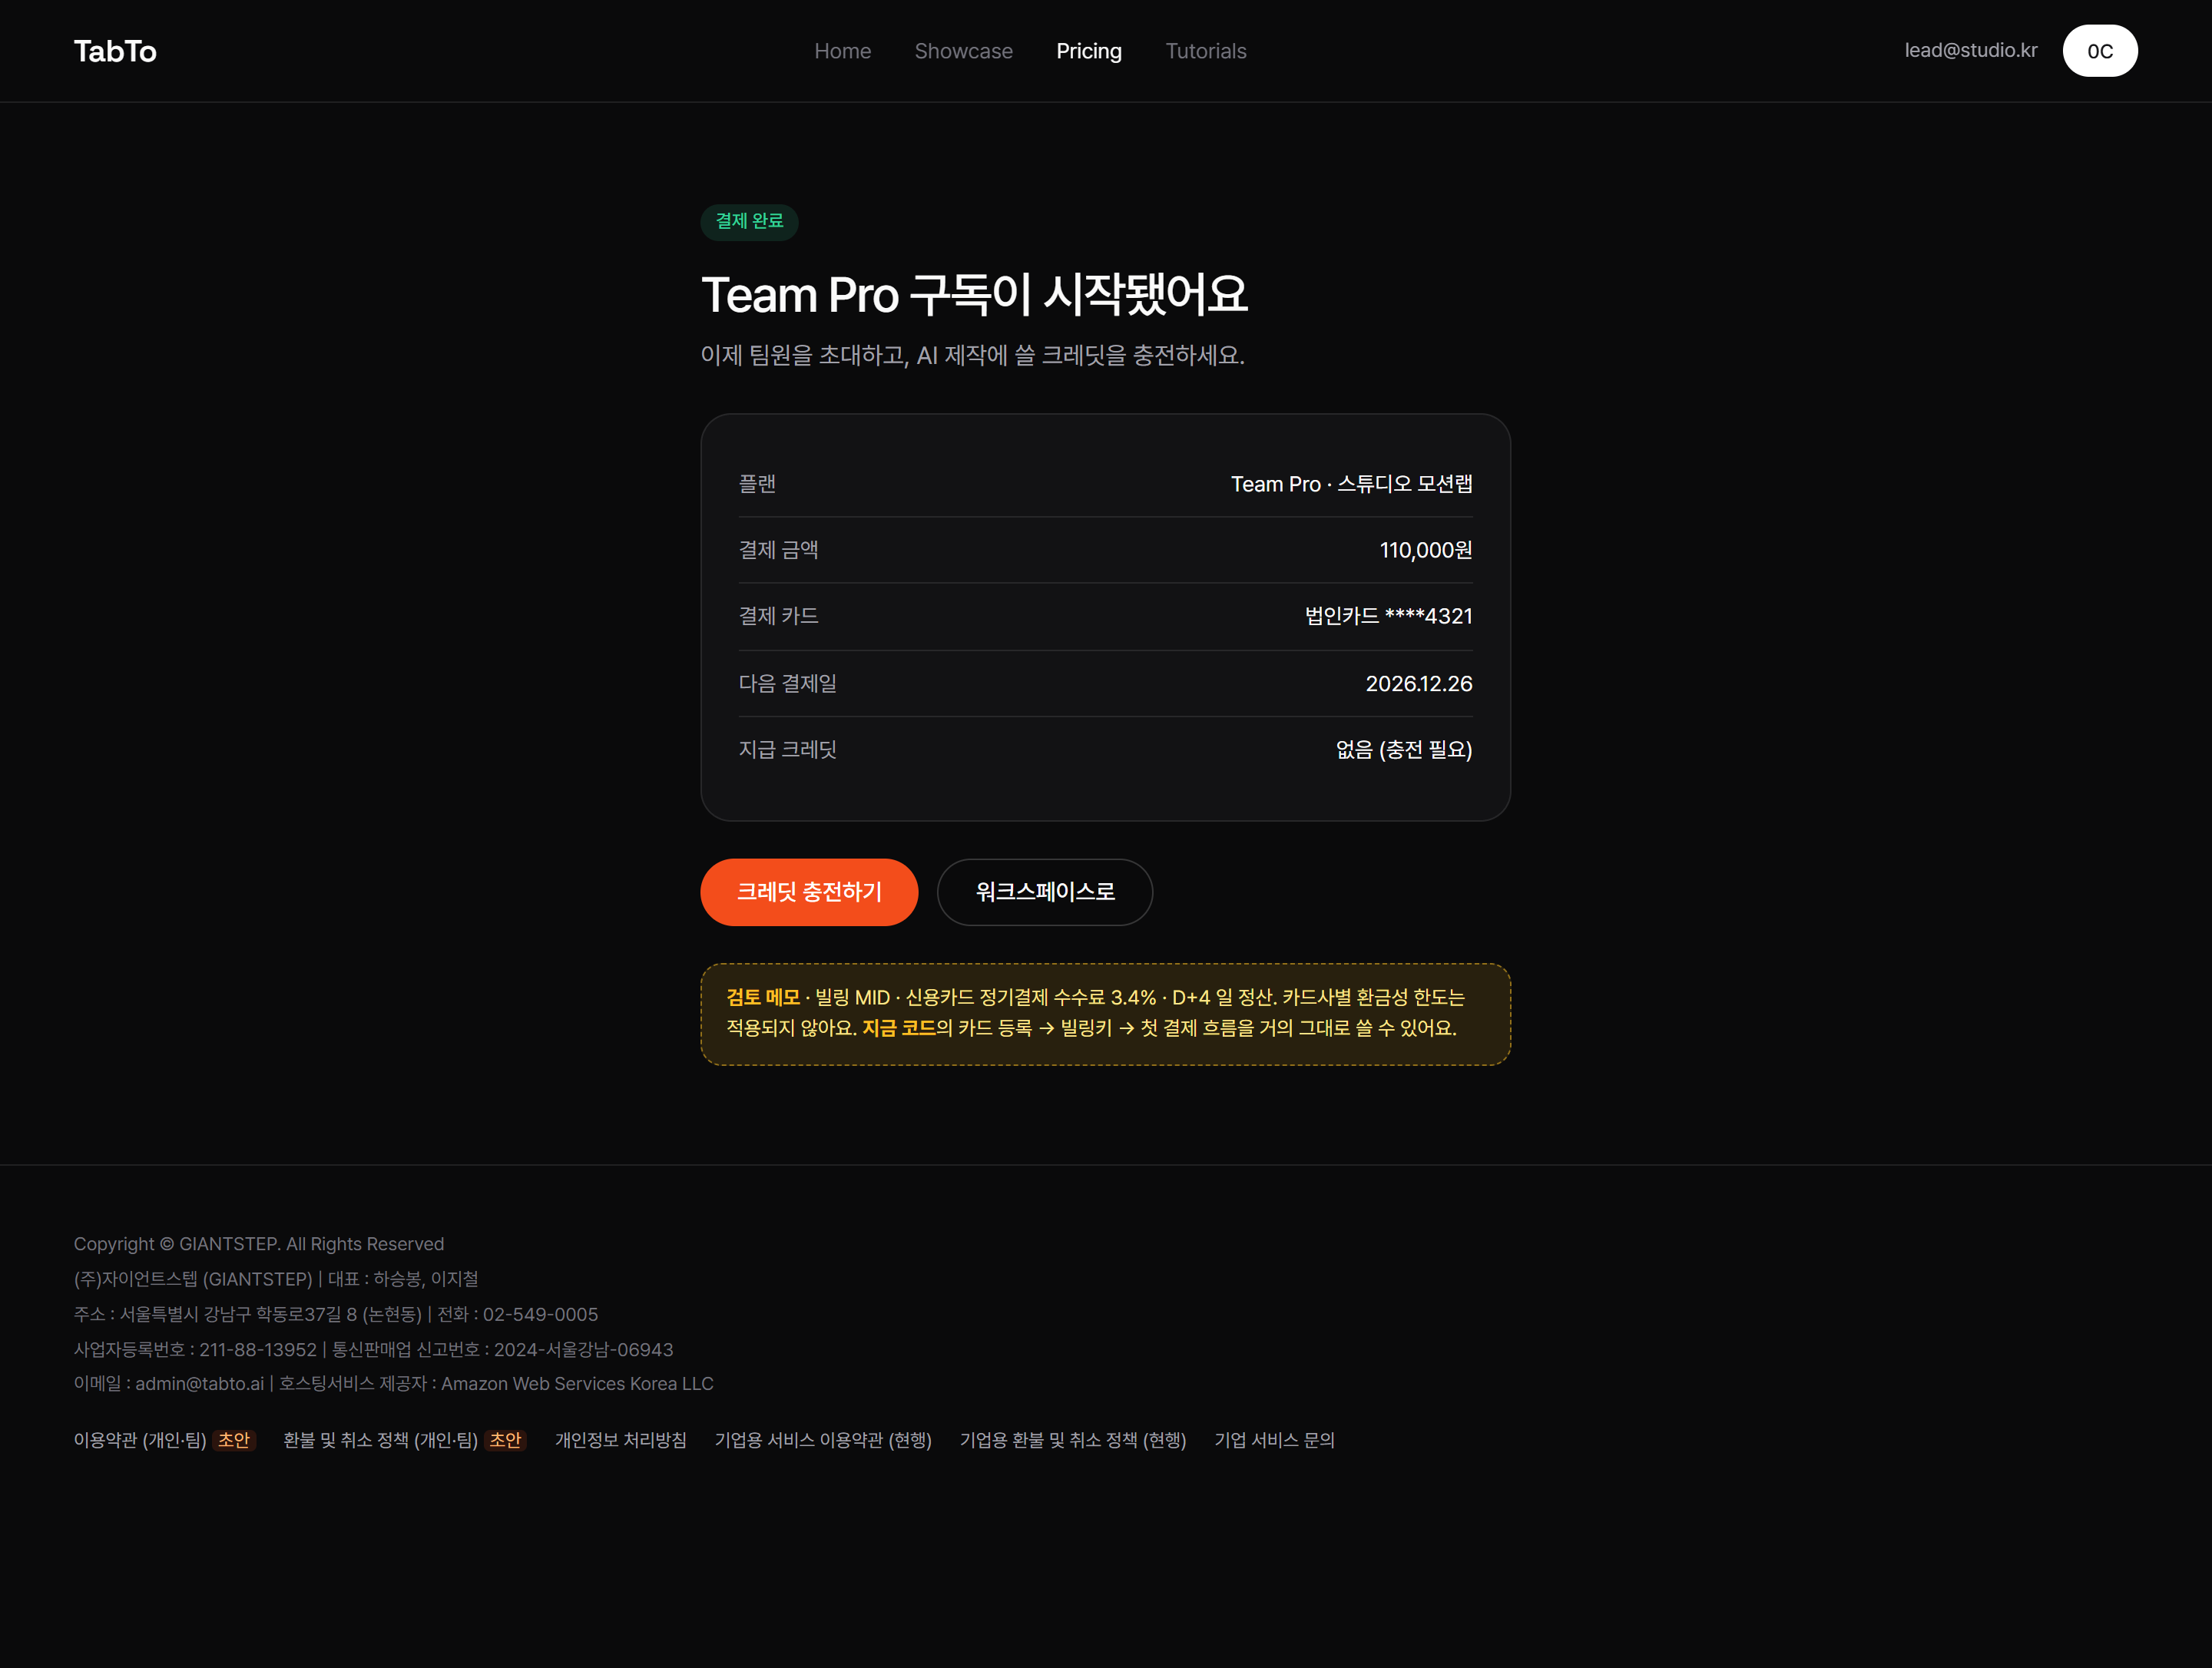 TabTo
Home Showcase Pricing Tutorials
lead@studio.kr 0C
결제 완료
Team Pro 구독이 시작됐어요
이제 팀원을 초대하고, AI 제작에 쓸 크레딧을 충전하세요.
플랜 Team Pro · 스튜디오 모션랩
결제 금액 110,000원
결제 카드 법인카드 ****4321
다음 결제일 2026.12.26
지급 크레딧 없음 (충전 필요)
크레딧 충전하기 워크스페이스로
검토 메모 · 빌링 MID · 신용카드 정기결제 수수료 3.4% · D+4 일 정산. 카드사별 환금성 한도는
적용되지 않아요. 지금 코드의 카드 등록 → 빌링키 → 첫 결제 흐름을 거의 그대로 쓸 수 있어요.
Copyright © GIANTSTEP. All Rights Reserved
(주)자이언트스텝 (GIANTSTEP) | 대표 : 하승봉, 이지철
주소 : 서울특별시 강남구 학동로37길 8 (논현동) | 전화 : 02-549-0005
사업자등록번호 : 211-88-13952 | 통신판매업 신고번호 : 2024-서울강남-06943
이메일 : admin@tabto.ai | 호스팅서비스 제공자 : Amazon Web Services Korea LLC
이용약관 (개인·팀) 초안 환불 및 취소 정책 (개인·팀) 초안 개인정보 처리방침 기업용 서비스 이용약관 (현행) 기업용 환불 및 취소 정책 (현행) 기업 서비스 문의